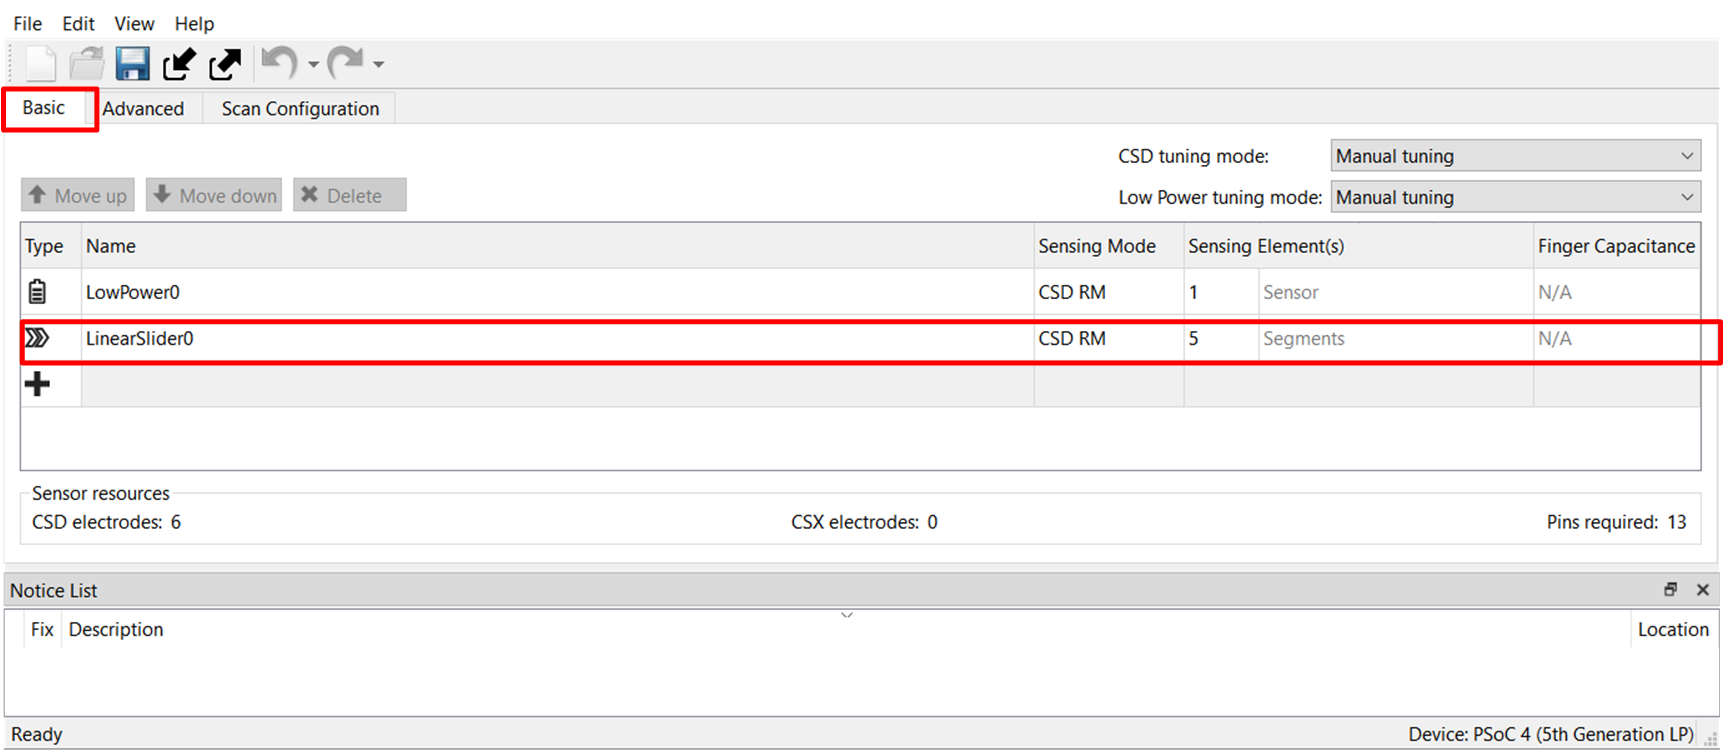 File Edit View Help
Basic Advanced Scan Configuration
CSD tuning mode: Manual tuning
Move up Move down Delete Low Power tuning mode: Manual tuning
Type Name Sensing Mode Sensing Element(s) Finger Capacitance
LowPower0 CSD RM 1 Sensor N/A
LinearSlider0 CSD RM 5 Segments N/A
Sensor resources
CSD electrodes: 6 CSX electrodes: 0 Pins required: 13
Notice List
Fix Description Location
Ready Device: PSoC 4 (5th Generation LP)